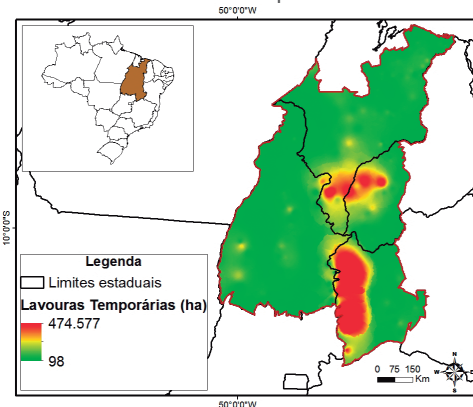 50°0'0"W
10°0'0"S
Legenda
Limites estaduais
Lavouras Temporárias (ha)
474.577
98
0 75 150
Km
N
W
E
S
50°0'0"W